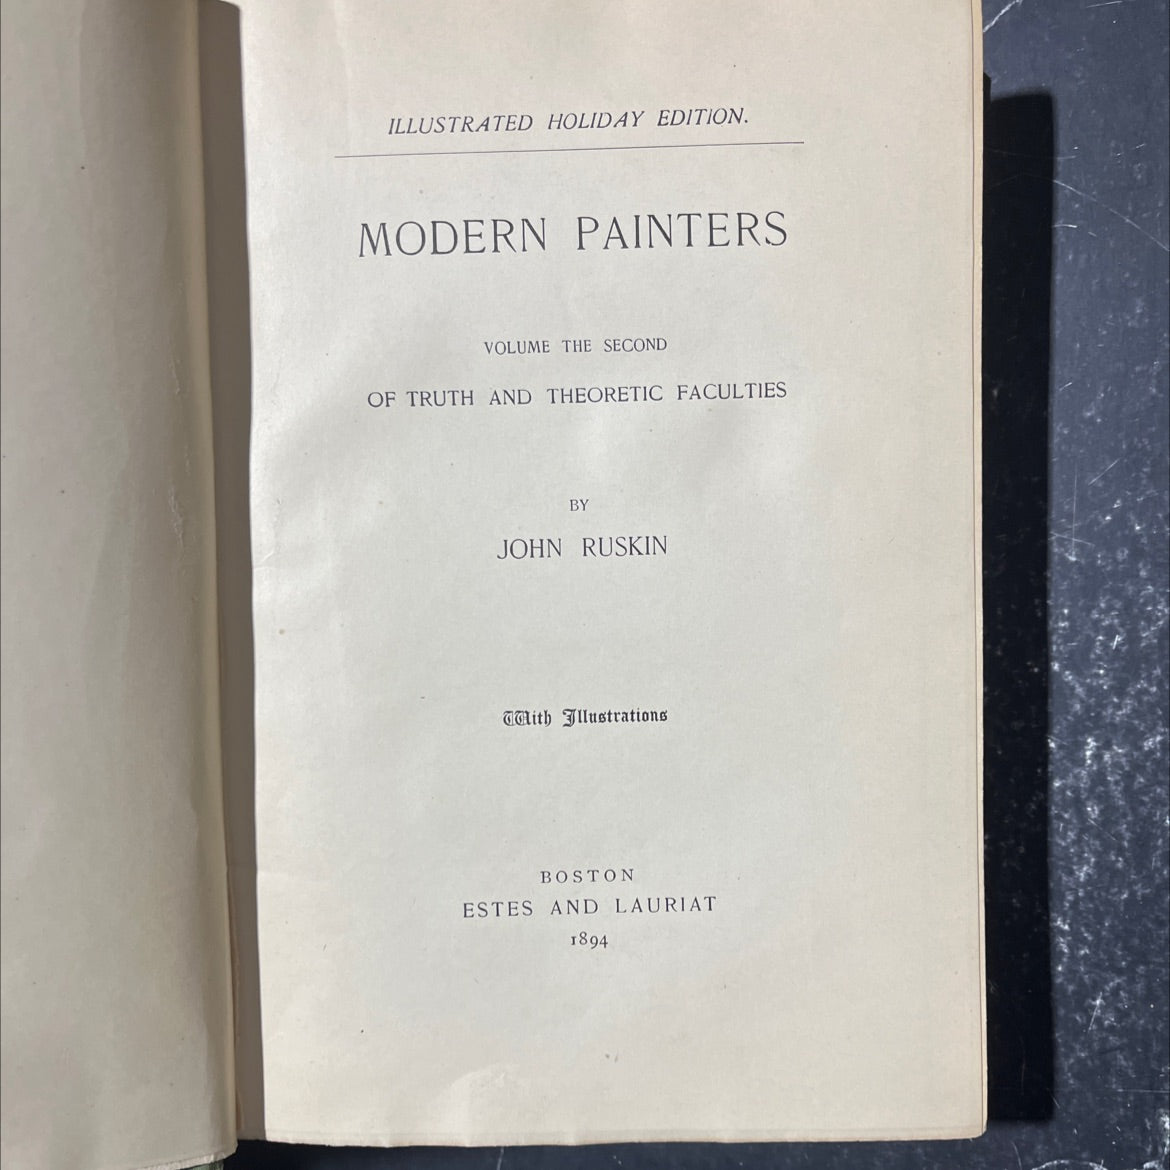 ILLUSTRATED HOLIDAY EDITION.
MODERN PAINTERS
VOLUME THE SECOND
OF TRUTH AND THEORETIC FACULTIES
BY
JOHN RUSKIN
With Illustrations
BOSTON
ESTES AND LAURIAT
1894